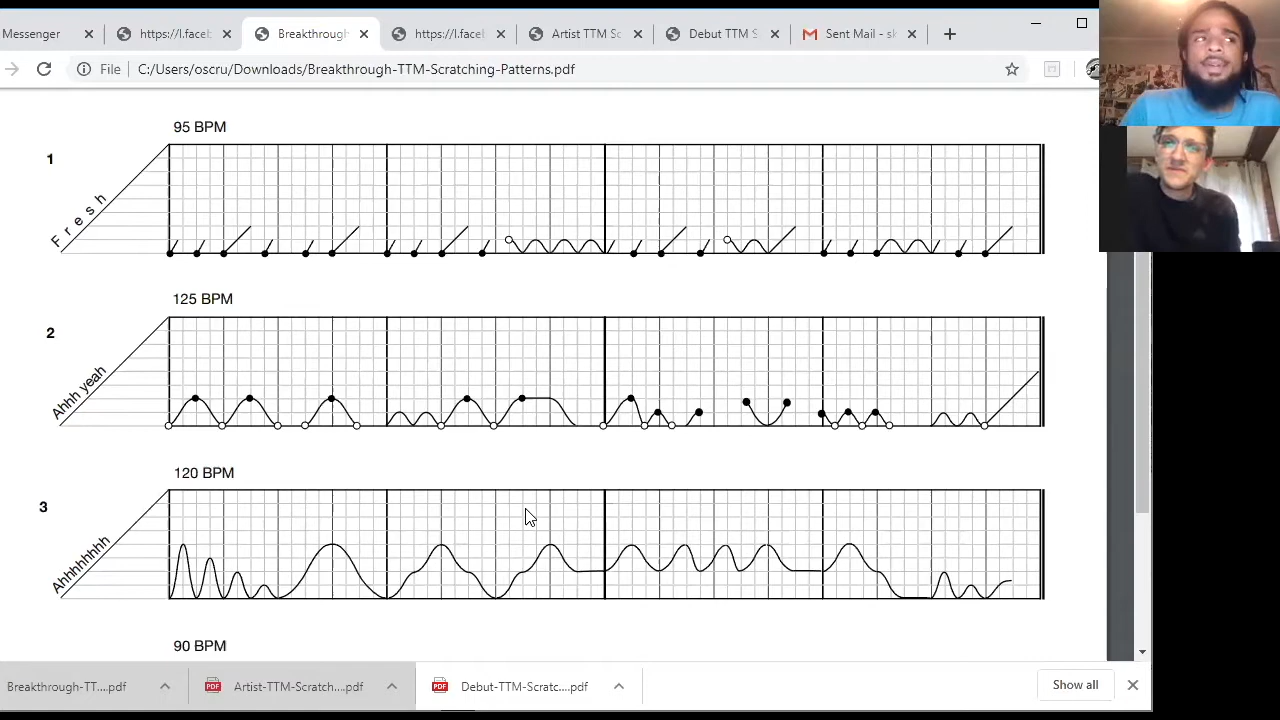 Messenger
https://l.faceb
Breakthrough
https://l.faceb
Artist TTM Sc
Debut TTM S
Sent Mail - sk
File
C:/Users/oscru/Downloads/Breakthrough-TTM-Scratching-Patterns.pdf
95 BPM
1
Fresh
125 BPM
2
Ahhh yeah
120 BPM
3
Ahhhhhhhh
90 BPM
Breakthrough-TT....pdf
Artist-TTM-Scratch....pdf
Debut-TTM-Scratc....pdf
Show all